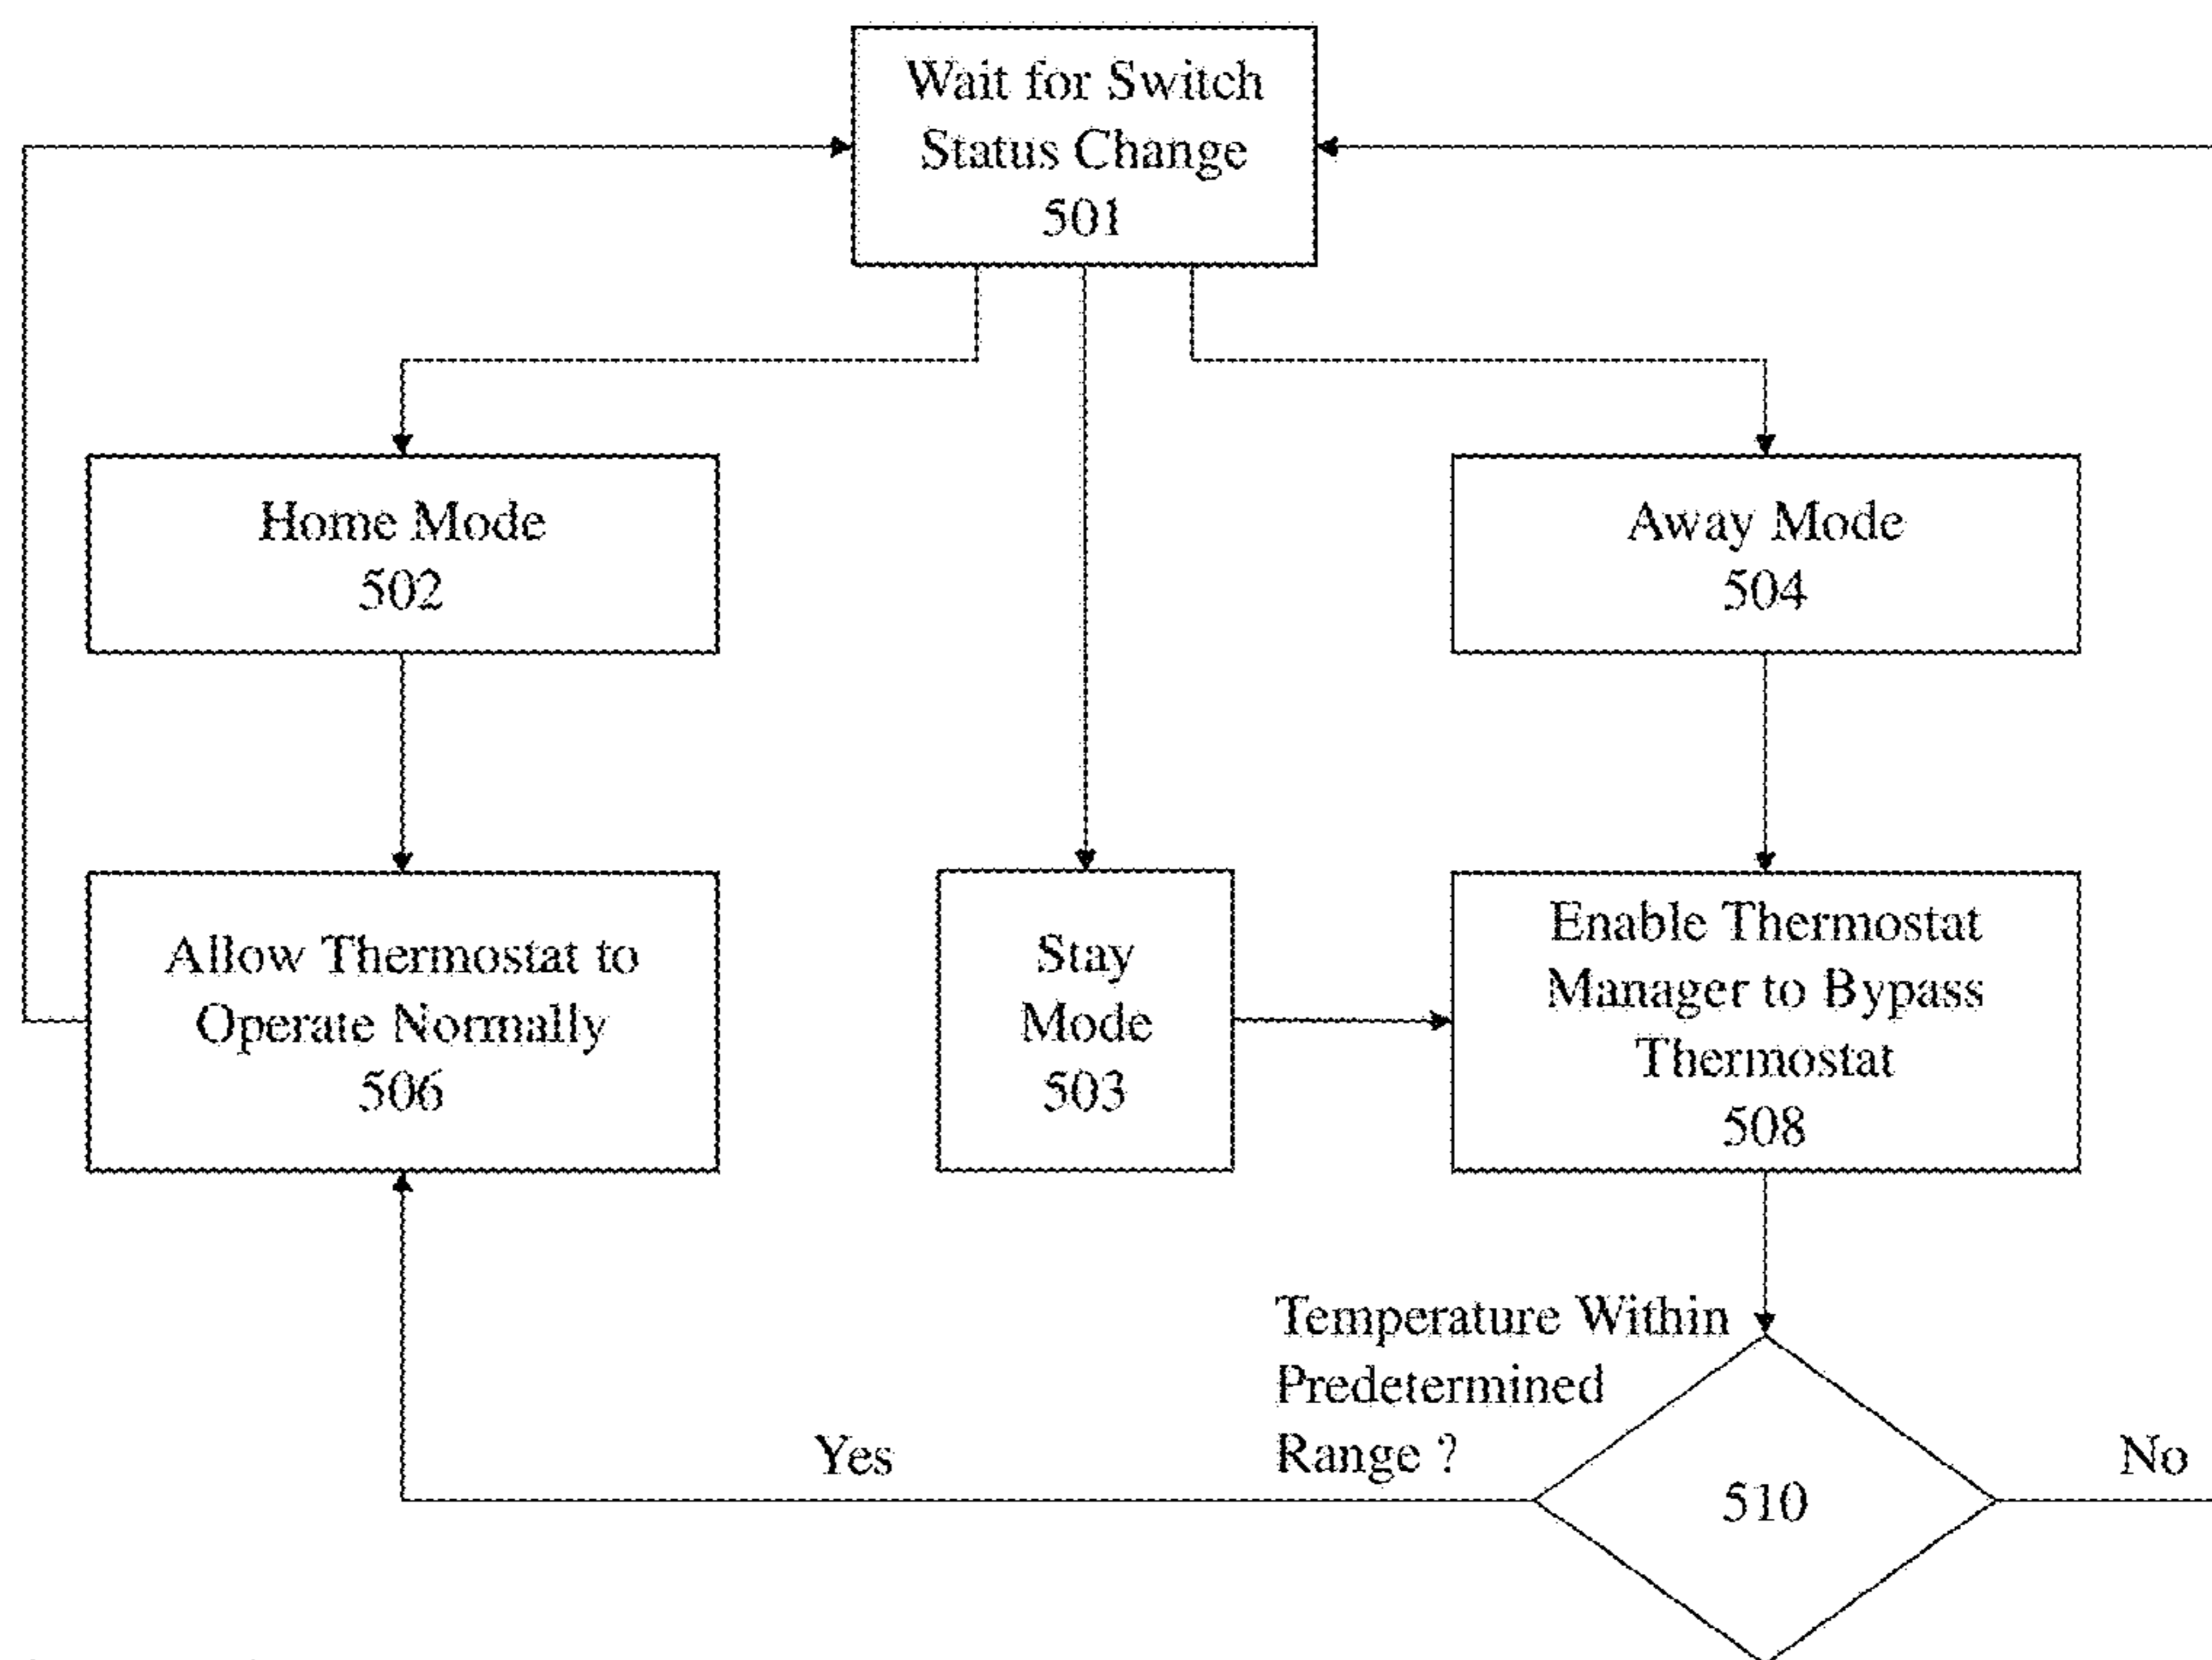 Wait for Switch
Status Change
501
Home Mode
502
Away Mode
504
Allow Thermostat to
Operate Normally
506
Stay
Mode
503
Enable Thermostat
Manager to Bypass
Thermostat
508
Temperature Within
Predetermined
Range ?
Yes
510
No